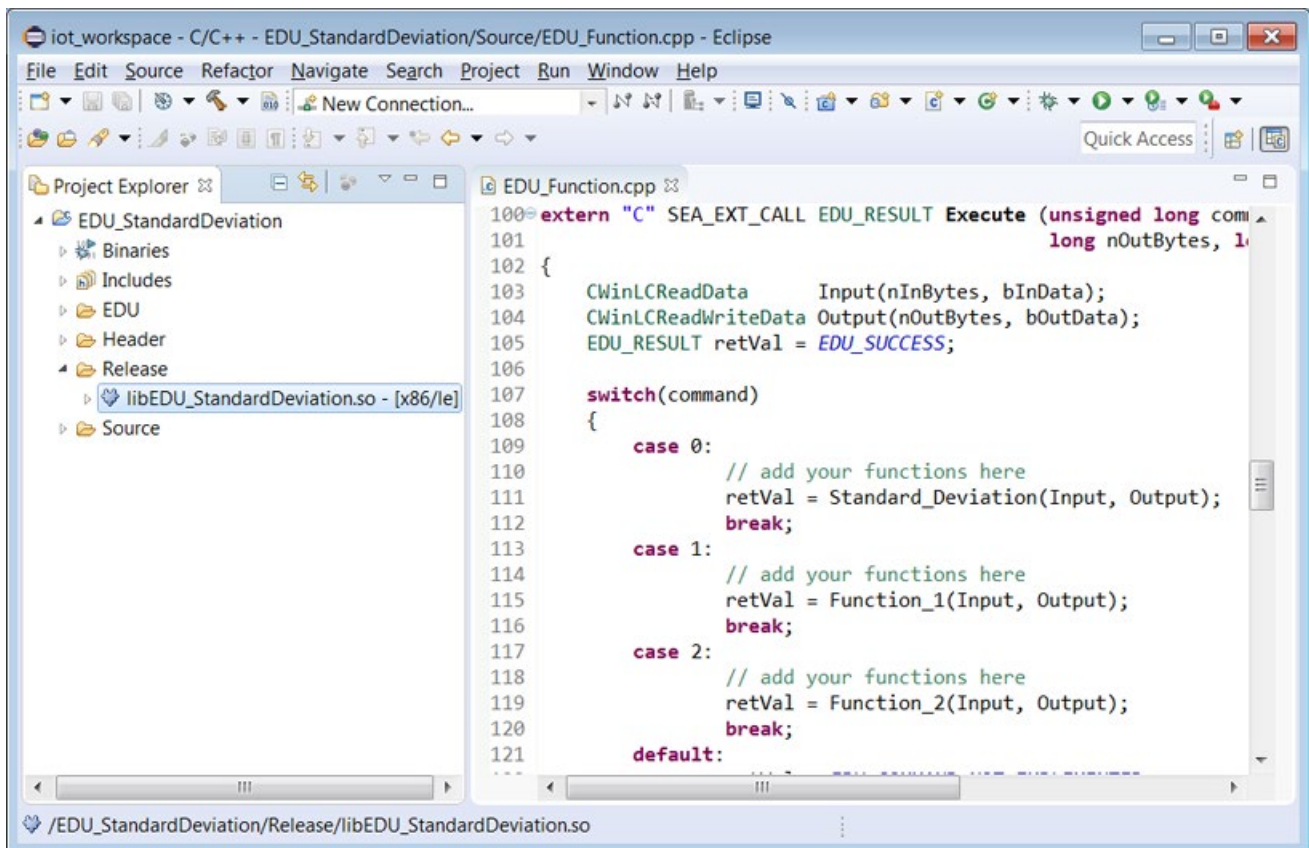 iot_workspace - C/C++ - EDU_StandardDeviation/Source/EDU_Function.cpp - Eclipse
File Edit Source Refactor Navigate Search Project Run Window Help
New Connection...
Quick Access
Project Explorer
EDU_StandardDeviation
Binaries
Includes
EDU
Header
Release
libEDU_StandardDeviation.so - [x86/le]
Source
EDU_Function.cpp
100 extern "C" SEA_EXT_CALL EDU_RESULT Execute (unsigned long
101 long nOutBytes,
102 {
103 CWinLCReadData Input(nInBytes, bInData);
104 CWinLCReadWriteData Output(nOutBytes, bOutData);
105 EDU_RESULT retVal = EDU_SUCCESS;
106
107 switch(command)
108 {
109 case 0:
110 // add your functions here
111 retVal = Standard_Deviation(Input, Output);
112 break;
113 case 1:
114 // add your functions here
115 retVal = Function_1(Input, Output);
116 break;
117 case 2:
118 // add your functions here
119 retVal = Function_2(Input, Output);
120 break;
121 default:
/EDU_StandardDeviation/Release/libEDU_StandardDeviation.so